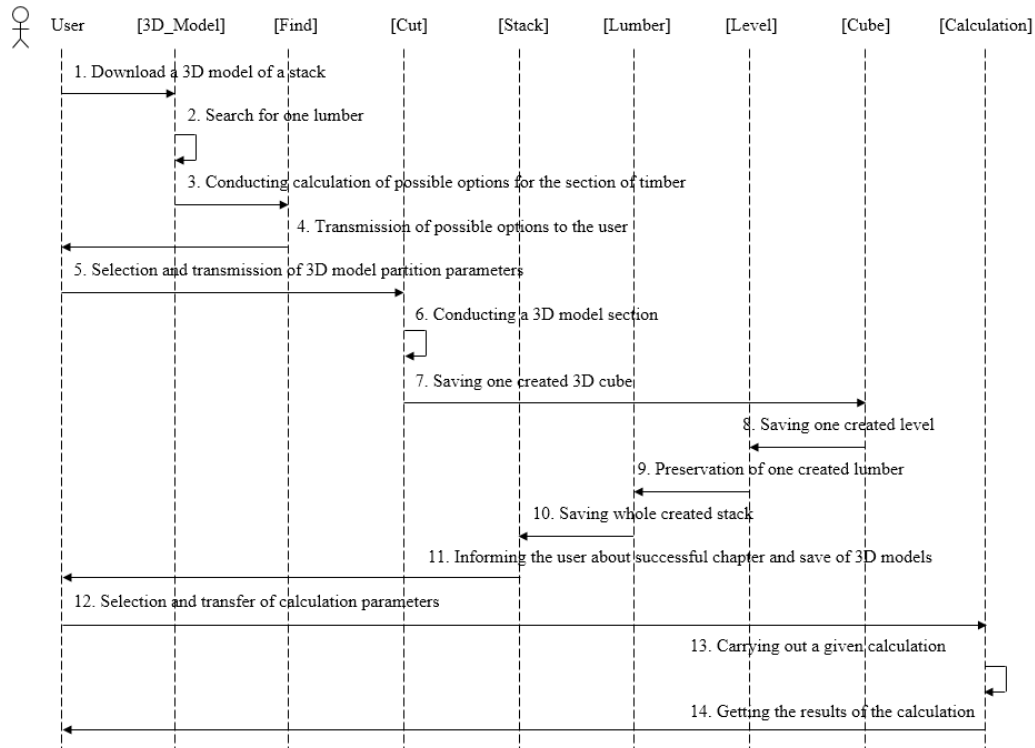 User [3D_Model] [Find] [Cut] [Stack] [Lumber] [Level] [Cube] [Calculation]
1. Download a 3D model of a stack
2. Search for one lumber
3. Conducting calculation of possible options for the section of timber
4. Transmission of possible options to the user
5. Selection and transmission of 3D model partition parameters
6. Conducting a 3D model section
7. Saving one created 3D cube
8. Saving one created level
9. Preservation of one created lumber
10. Saving whole created stack
11. Informing the user about successful chapter and save of 3D models
12. Selection and transfer of calculation parameters
13. Carrying out a given calculation
14. Getting the results of the calculation